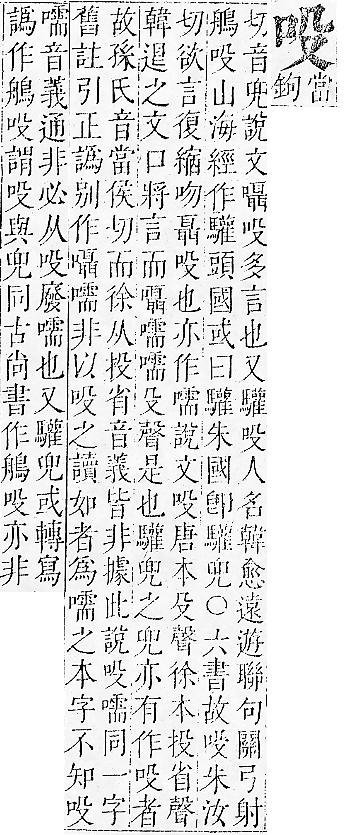 吺當鉤
切音兜說文囁吺多言也又驩吺人名韓愈遠遊聯句關弓射
鵃吺山海經作驩頭國或曰驩朱國卽驩兜○六書故吺朱汝
切欲言復縮吻囁吺也亦作嚅說文吺唐本殳聲徐本投省聲
韓退之文口將言而囁嚅嚅殳聲是也驩兜之兜亦有作吺者
故孫氏音當侯切而徐从投省音義皆非據此說吺嚅同一字
舊註引正譌别作囁嚅非以吺之讀如者為嚅之本字不知吺
嚅音義通非必从吺廢嚅也又驩兜或轉寫
譌作鵃吺謂吺與兜同古尚書作鵃吺亦非